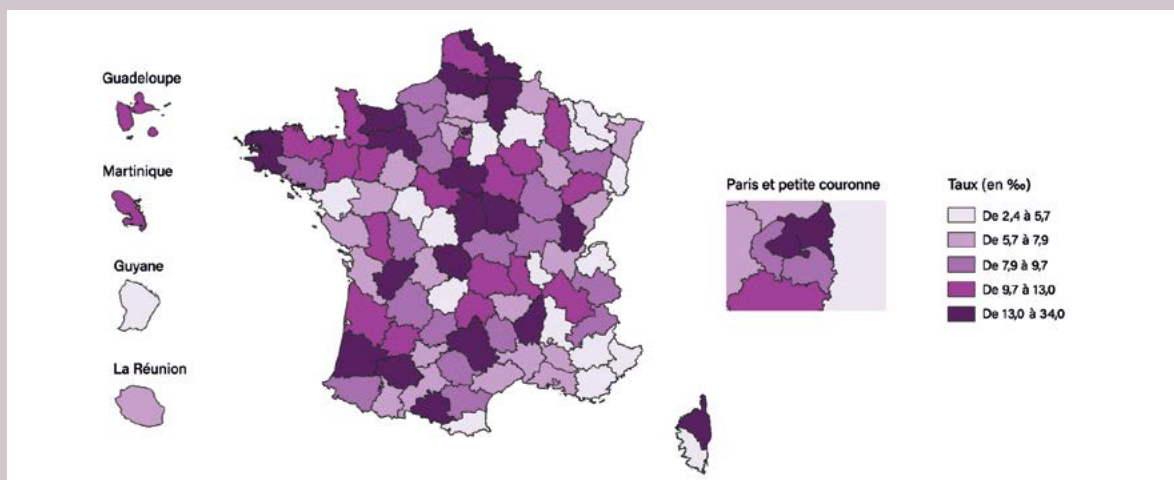 Guadeloupe
Martinique
Guyane
La Réunion
Paris et petite couronne
Taux (en ‰)
De 2,4 à 5,7
De 5,7 à 7,9
De 7,9 à 9,7
De 9,7 à 13,0
De 13,0 à 34,0